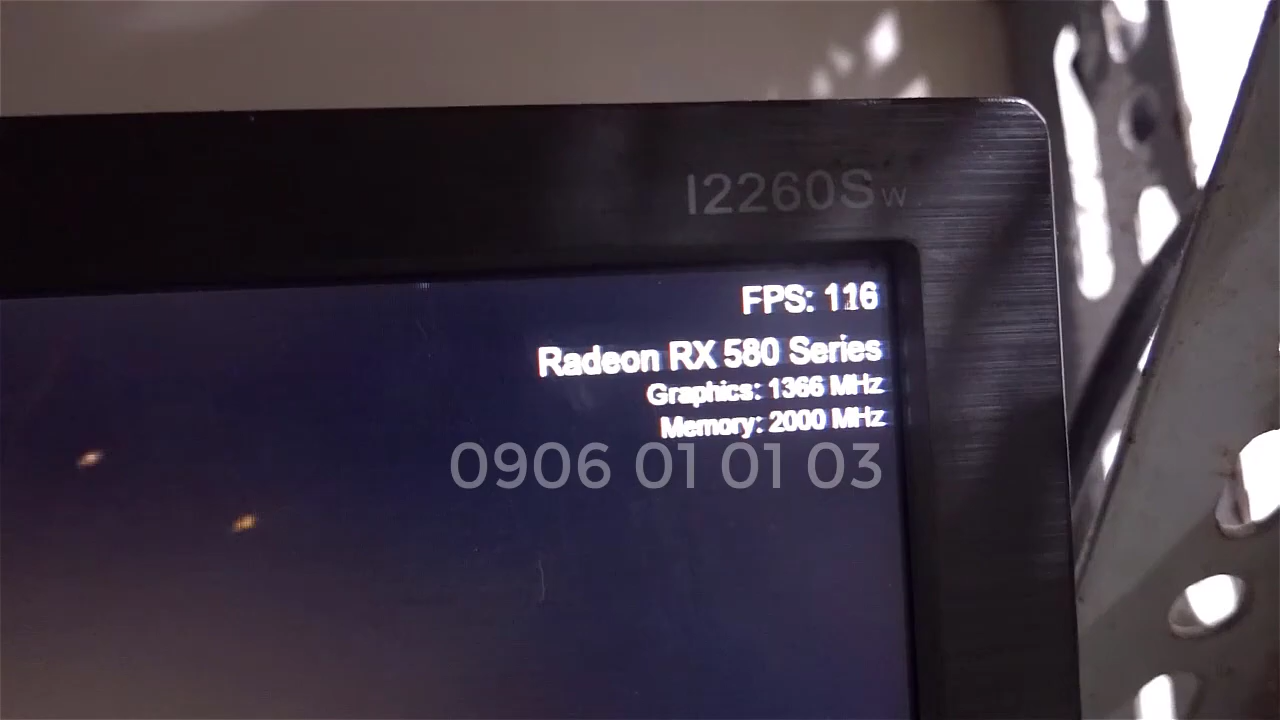 I2260Sw
FPS: 116
Radeon RX 580 Series
Graphics: 1366 MHz
Memory: 2000 MHz
0906 01 01 03